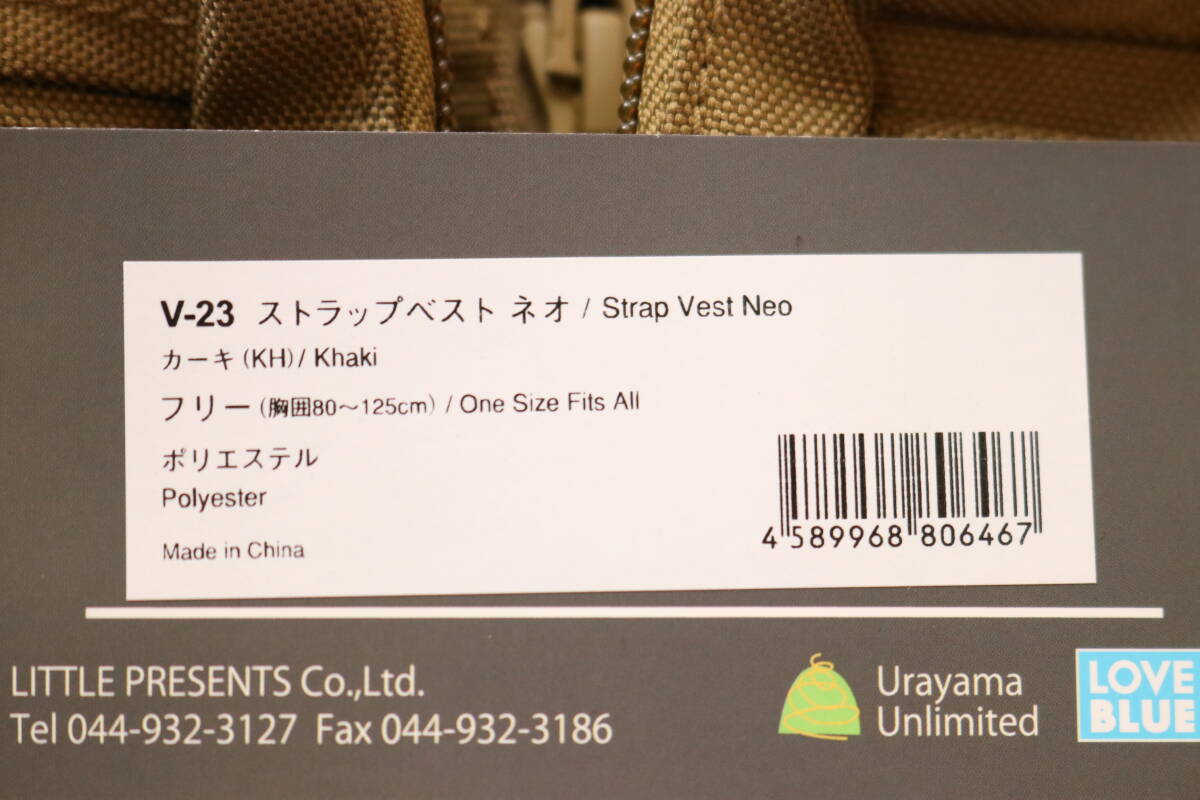 V-23 ストラップベスト ネオ / Strap Vest Neo
カーキ (KH) / Khaki
フリー (胸囲80～125cm) / One Size Fits All
ポリエステル
Polyester
Made in China
4 589968 806467
LITTLE PRESENTS Co.,Ltd.
Tel 044-932-3127 Fax 044-932-3186
Urayama
Unlimited
LOVE
BLUE